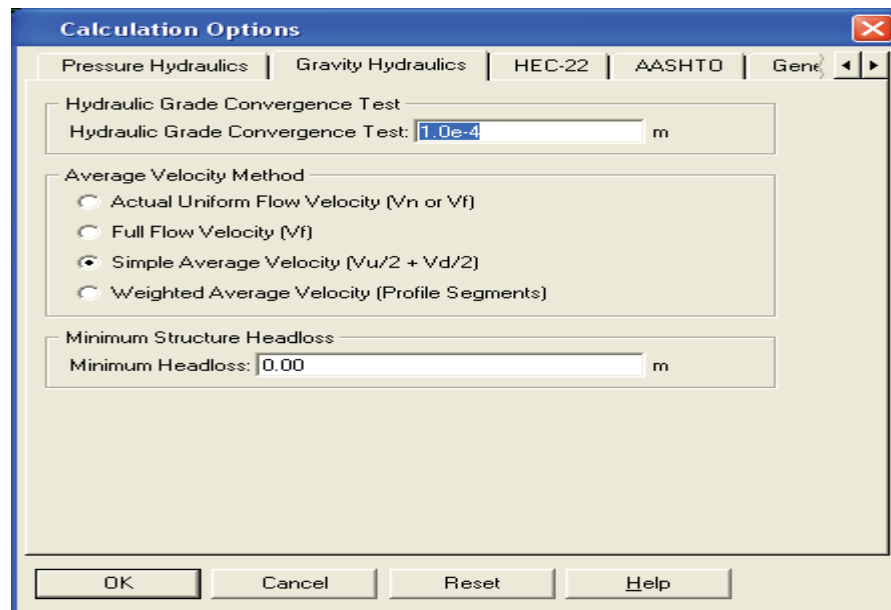 Calculation Options
Pressure Hydraulics Gravity Hydraulics HEC-22 AASHTO Gene
Hydraulic Grade Convergence Test
Hydraulic Grade Convergence Test: 1.0e-4 m
Average Velocity Method
Actual Uniform Flow Velocity (Vn or Vf)
Full Flow Velocity (Vf)
Simple Average Velocity (Vu/2 + Vd/2)
Weighted Average Velocity (Profile Segments)
Minimum Structure Headloss
Minimum Headloss: 0.00 m
OK Cancel Reset Help